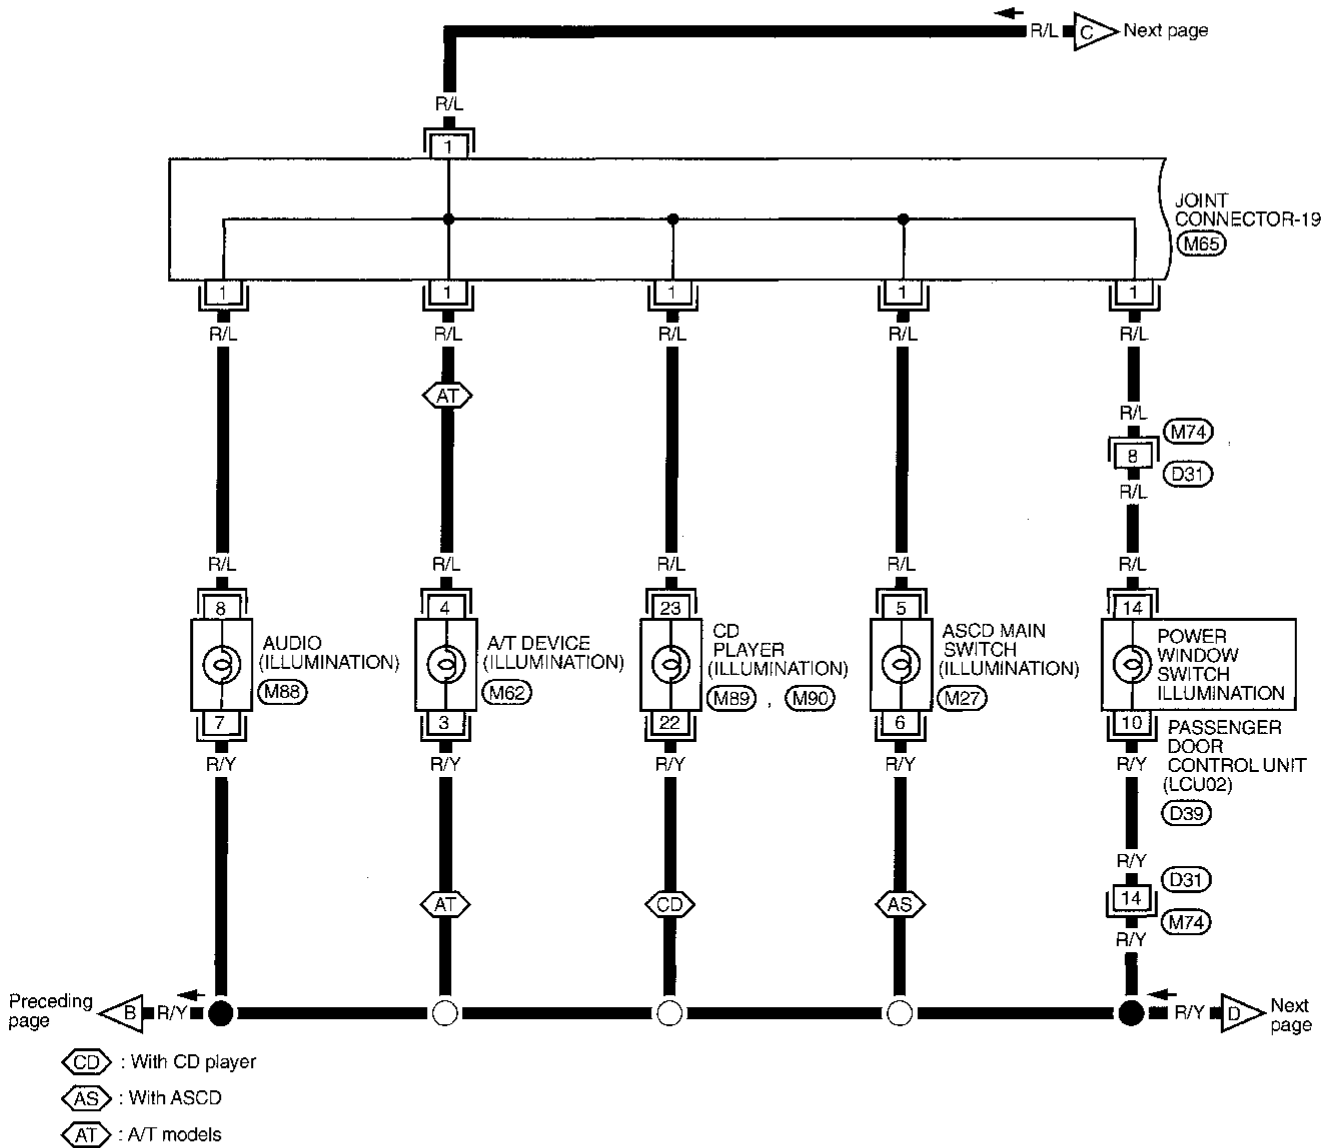 R/L C Next page
R/L
1
JOINT
CONNECTOR-19
M65
1 1 1 1 1
R/L R/L R/L R/L R/L
AT
R/L
M74
8
D31
R/L
R/L R/L R/L R/L R/L
8 4 23 5 14
AUDIO
(ILLUMINATION)
M88
A/T DEVICE
(ILLUMINATION)
M62
CD
PLAYER
(ILLUMINATION)
M89 , M90
ASCD MAIN
SWITCH
(ILLUMINATION)
M27
POWER
WINDOW
SWITCH
ILLUMINATION
7 3 22 6 10
PASSENGER
DOOR
CONTROL UNIT
(LCU02)
D39
R/Y R/Y R/Y R/Y R/Y
R/Y
D31
14
M74
R/Y
AT CD AS
Preceding
page
B R/Y
R/Y D
Next
page
CD : With CD player
AS : With ASCD
AT : A/T models